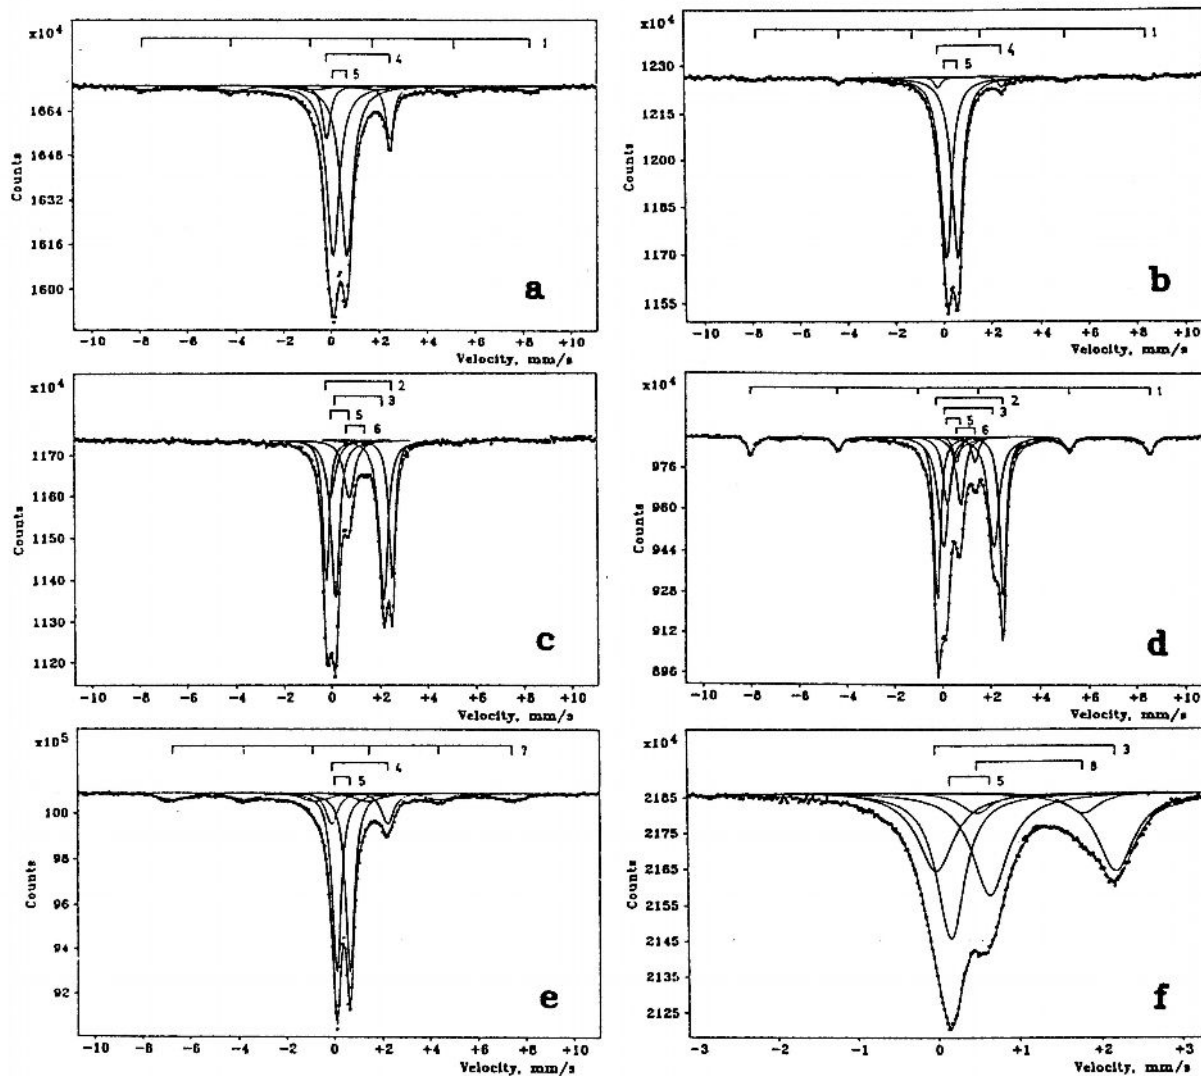 x10⁴
1
4
5
1664
1648
1632
1616
1600
Counts
a
-10 -8 -6 -4 -2 0 +2 +4 +6 +8 +10
Velocity, mm/s
x10⁴
1
4
5
1230
1215
1200
1185
1170
1155
Counts
b
-10 -8 -6 -4 -2 0 +2 +4 +6 +8 +10
Velocity, mm/s
x10⁴
2
3
5
6
1170
1160
1150
1140
1130
1120
Counts
c
-10 -8 -6 -4 -2 0 +2 +4 +6 +8 +10
Velocity, mm/s
x10⁴
1
2
3
5
6
976
960
944
928
912
896
Counts
d
-10 -8 -6 -4 -2 0 +2 +4 +6 +8 +10
Velocity, mm/s
x10⁵
7
4
5
100
98
96
94
92
Counts
e
-10 -8 -6 -4 -2 0 +2 +4 +6 +8 +10
Velocity, mm/s
x10⁴
3
8
5
2185
2175
2165
2155
2145
2135
2125
Counts
f
-3 -2 -1 0 +1 +2 +3
Velocity, mm/s